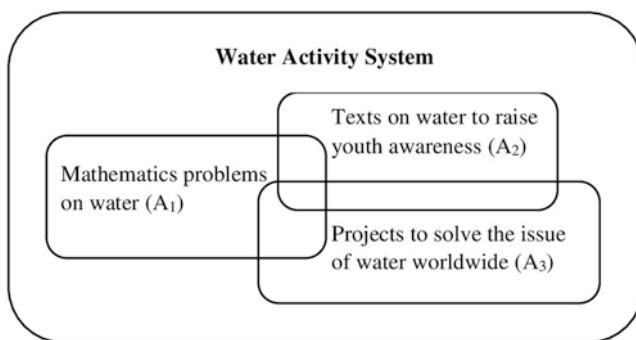 Water Activity System
Texts on water to raise
youth awareness (A₂)
Mathematics problems
on water (A₁)
Projects to solve the issue
of water worldwide (A₃)